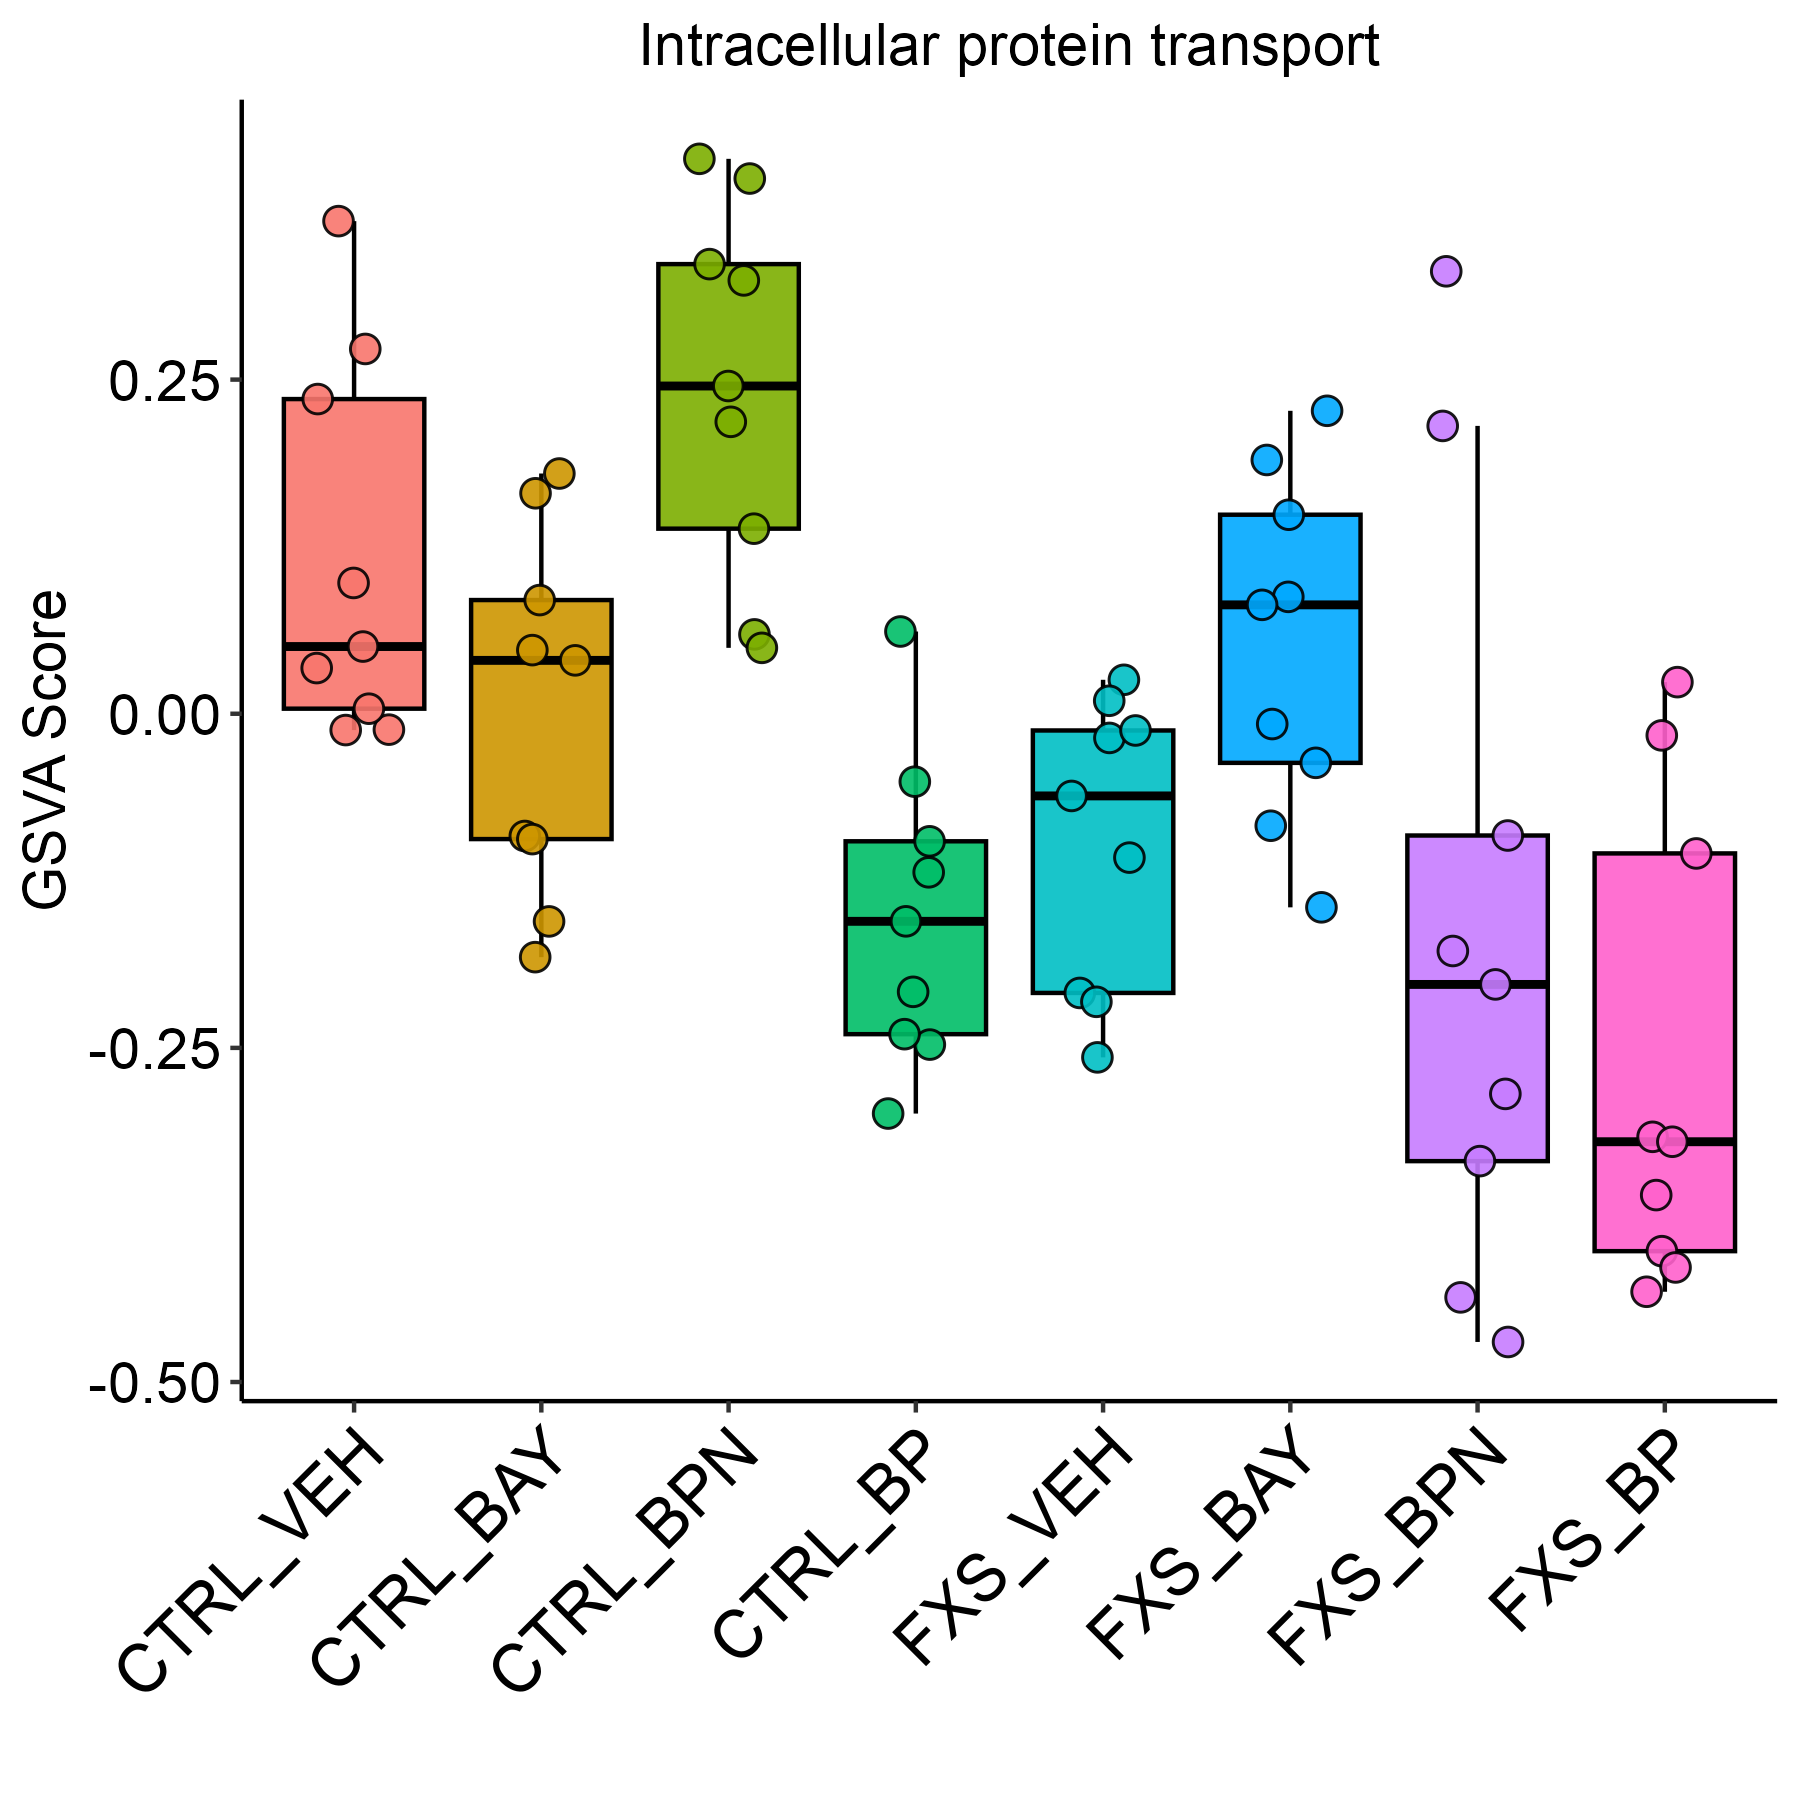 Intracellular protein transport
GSVA Score
0.25
0.00
-0.25
-0.50
CTRL_VEH
CTRL_BAY
CTRL_BPN
CTRL_BP
FXS_VEH
FXS_BAY
FXS_BPN
FXS_BP